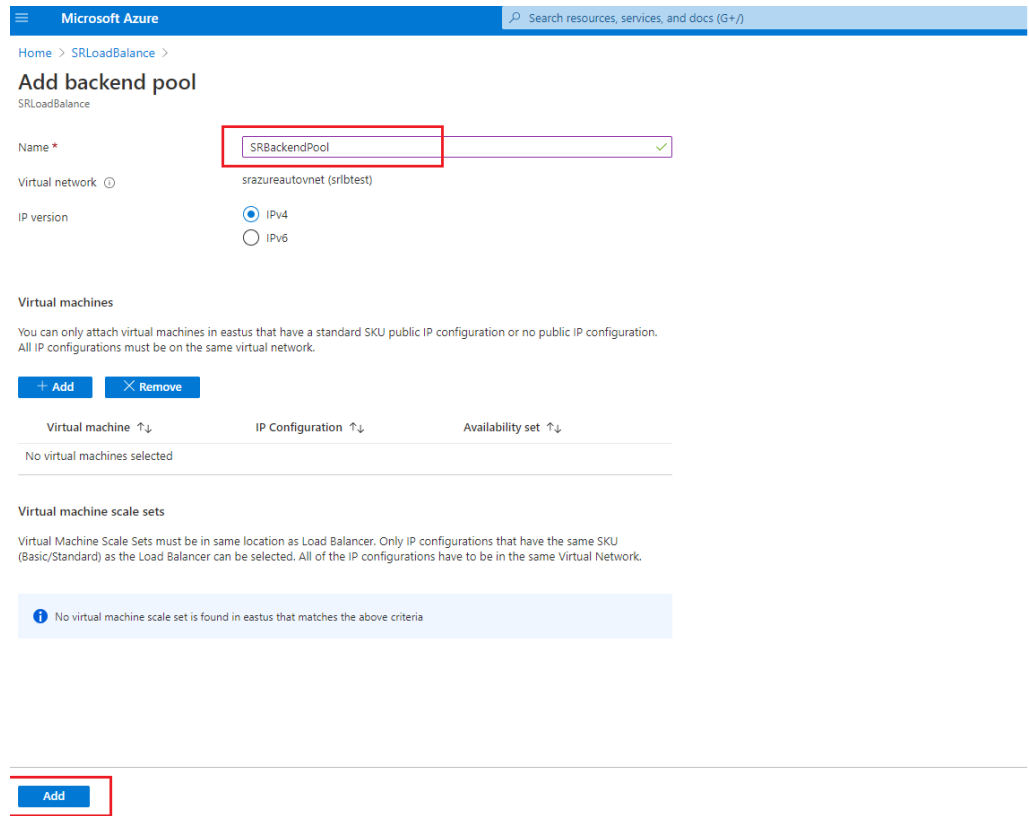 Microsoft Azure
Search resources, services, and docs (G+/)
Home > SRLoadBalance >
Add backend pool
SRLoadBalance
Name *
SRBackendPool
Virtual network
srazureautovnet (srlbtest)
IP version
IPv4
IPv6
Virtual machines
You can only attach virtual machines in eastus that have a standard SKU public IP configuration or no public IP configuration.
All IP configurations must be on the same virtual network.
+ Add
Remove
Virtual machine ↑↓ IP Configuration ↑↓ Availability set ↑↓
No virtual machines selected
Virtual machine scale sets
Virtual Machine Scale Sets must be in same location as Load Balancer. Only IP configurations that have the same SKU
(Basic/Standard) as the Load Balancer can be selected. All of the IP configurations have to be in the same Virtual Network.
No virtual machine scale set is found in eastus that matches the above criteria
Add